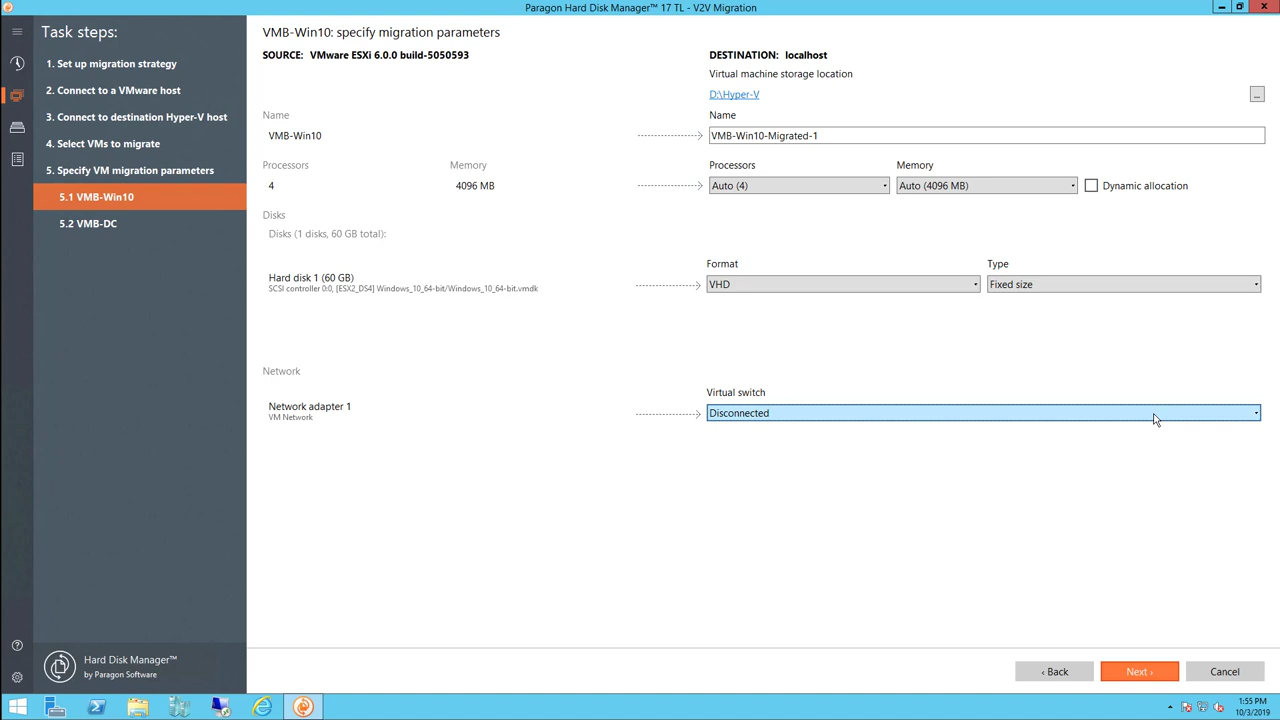 Paragon Hard Disk Manager™ 17 TL - V2V Migration
Task steps:
1. Set up migration strategy
2. Connect to a VMware host
3. Connect to destination Hyper-V host
4. Select VMs to migrate
5. Specify VM migration parameters
5.1 VMB-Win10
5.2 VMB-DC
Hard Disk Manager™
by Paragon Software
VMB-Win10: specify migration parameters
SOURCE: VMware ESXi 6.0.0 build-5050593
DESTINATION: localhost
Virtual machine storage location
D:\Hyper-V
...
Name
Name
VMB-Win10
VMB-Win10-Migrated-1
Processors
Memory
Processors
Memory
4
4096 MB
Auto (4)
Auto (4096 MB)
Dynamic allocation
Disks
Disks (1 disks, 60 GB total):
Format
Type
Hard disk 1 (60 GB)
SCSI controller 0:0, [ESX2_DS4] Windows_10_64-bit/Windows_10_64-bit.vmdk
VHD
Fixed size
Network
Virtual switch
Network adapter 1
VM Network
Disconnected
‹ Back
Next ›
Cancel
1:55 PM
10/3/2019